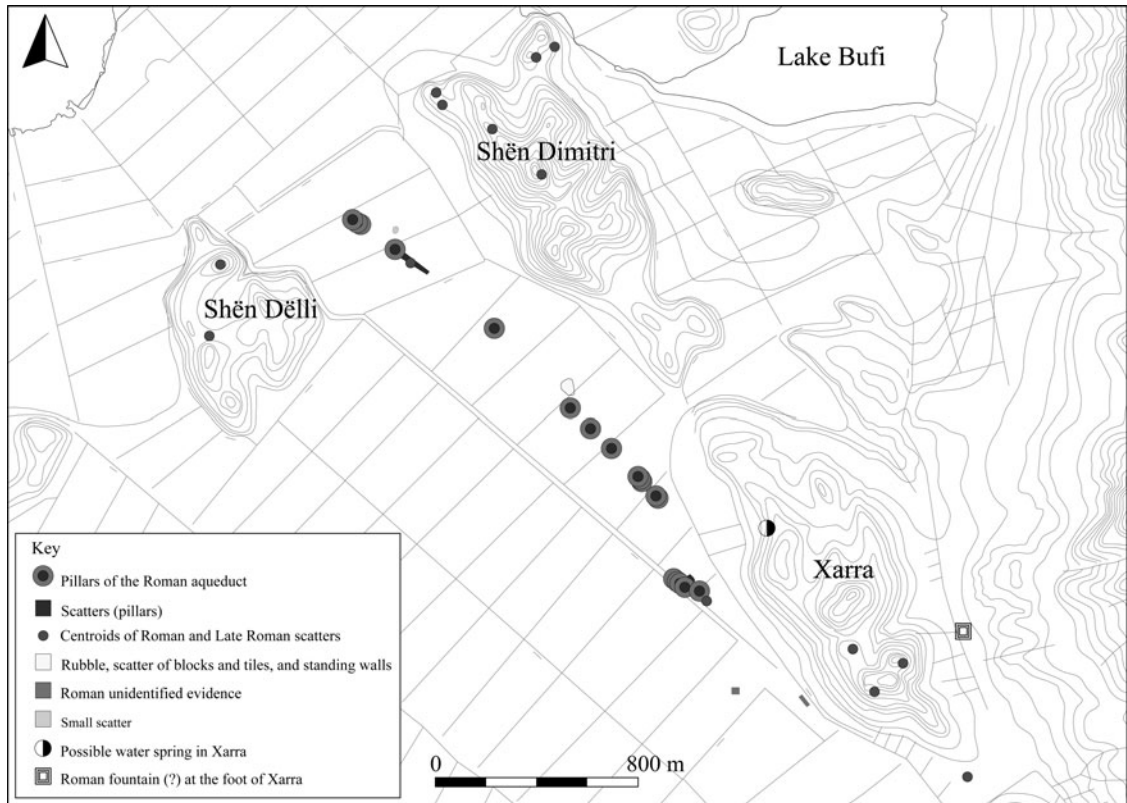 Lake Bufi
Shën Dimitri
Shën Dëlli
Xarra
Key
Pillars of the Roman aqueduct
Scatters (pillars)
Centroids of Roman and Late Roman scatters
Rubble, scatter of blocks and tiles, and standing walls
Roman unidentified evidence
Small scatter
Possible water spring in Xarra
Roman fountain (?) at the foot of Xarra
0 800 m